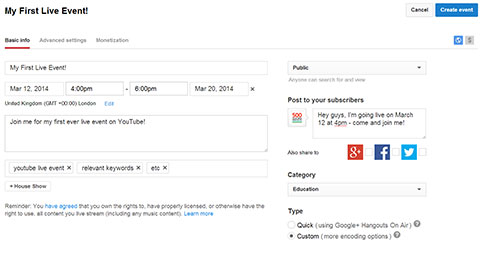 My First Live Event!
Cancel
Create event
Basic info
Advanced settings
Monetization
$
My First Live Event!
Mar 12, 2014 4:00pm - 6:00pm Mar 20, 2014 ×
United Kingdom (GMT +00:00) London Edit
Join me for my first ever live event on YouTube!
youtube live event ×
relevant keywords ×
etc ×
+ House Show
Reminder: You have agreed that you own the rights to, have properly licensed, or otherwise have the
right to use, all content you live stream (including any music content). Learn more
Public
Anyone can search for and view
Post to your subscribers
500
Hey guys, I'm going live on March
12 at 4pm - come and join me!
Also share to
g+
f
Category
Education
Type
Quick (using Google+ Hangouts On Air) ?
Custom (more encoding options) ?